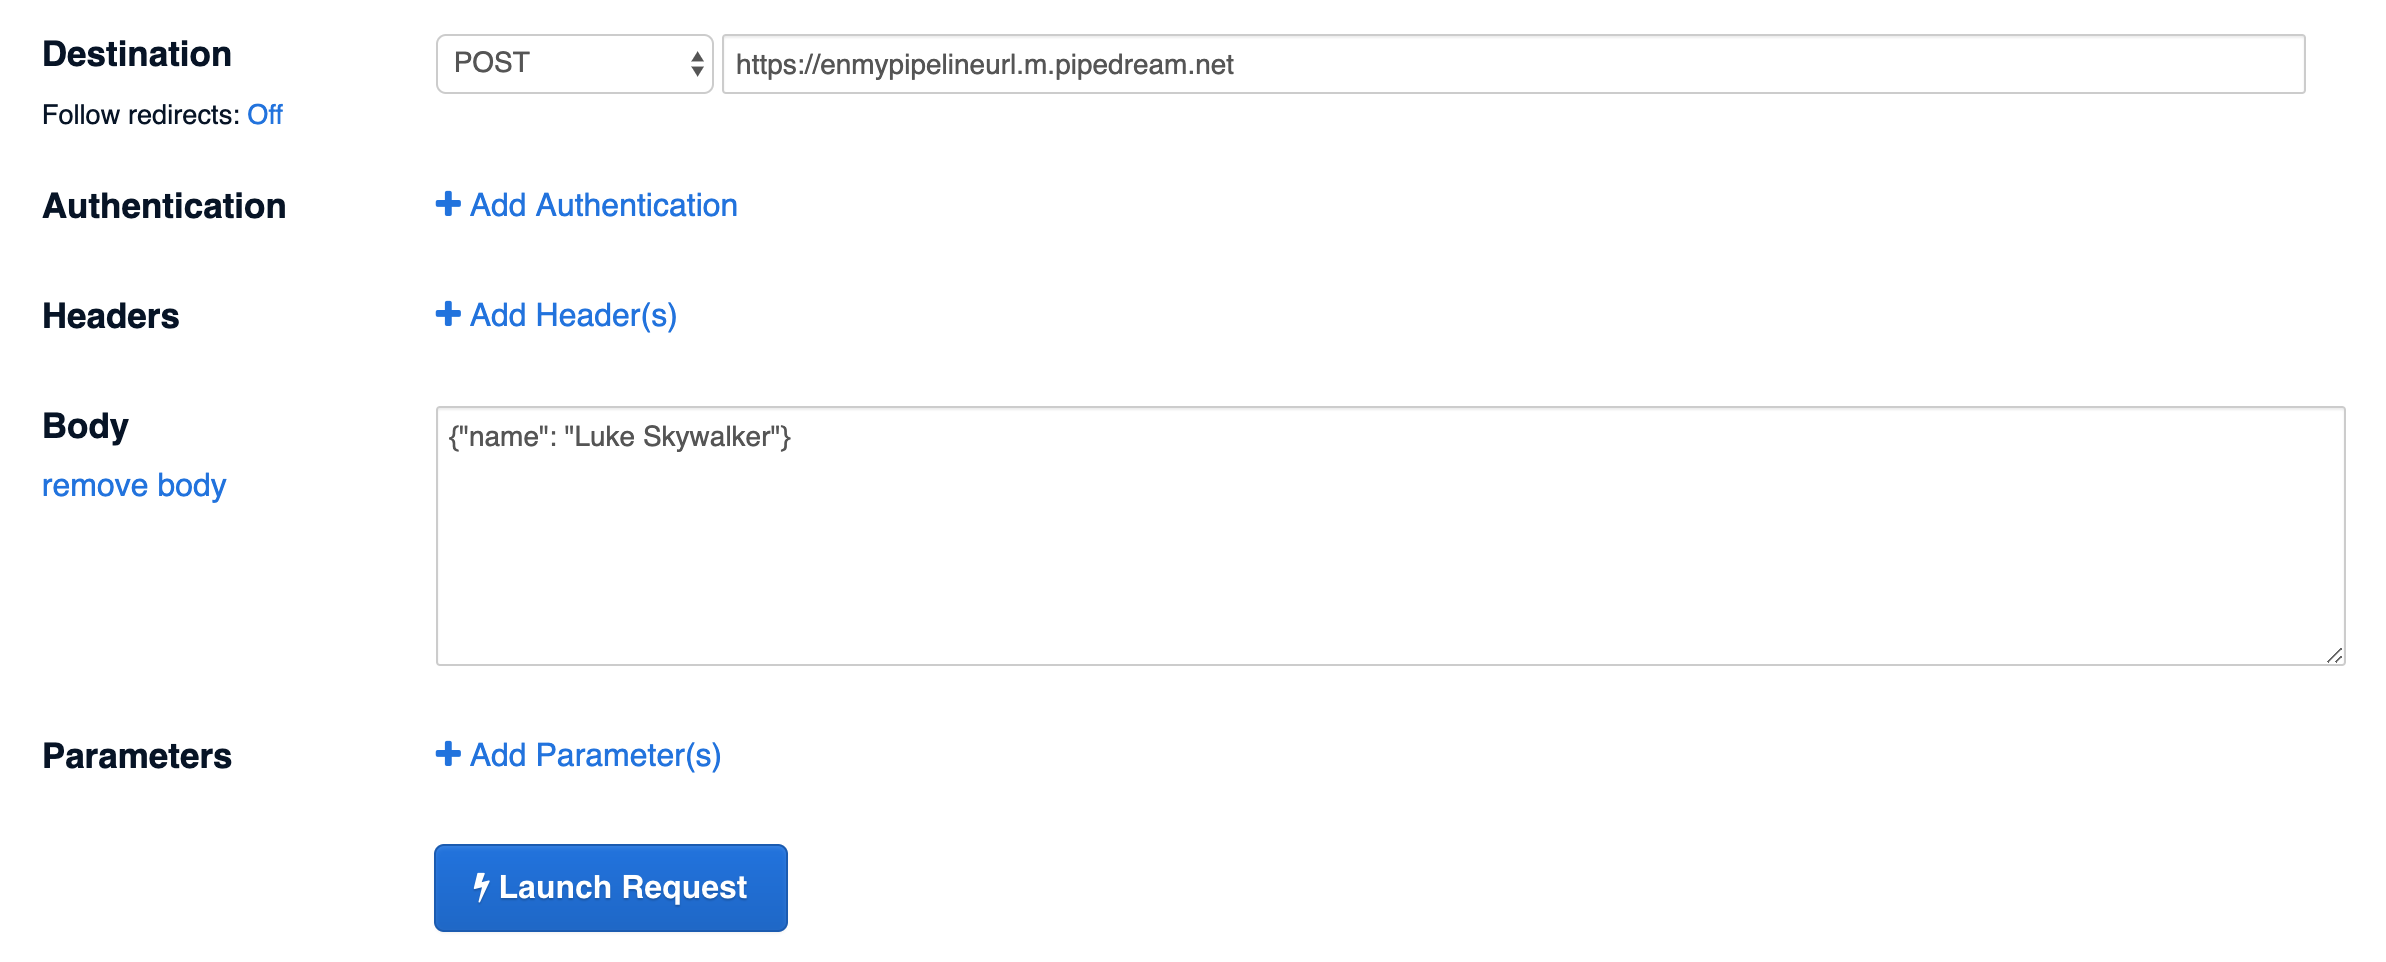 Destination
POST
https://enmypipelineurl.m.pipedream.net
Follow redirects: Off
Authentication
Add Authentication
Headers
Add Header(s)
Body
{"name": "Luke Skywalker"}
remove body
Parameters
Add Parameter(s)
Launch Request